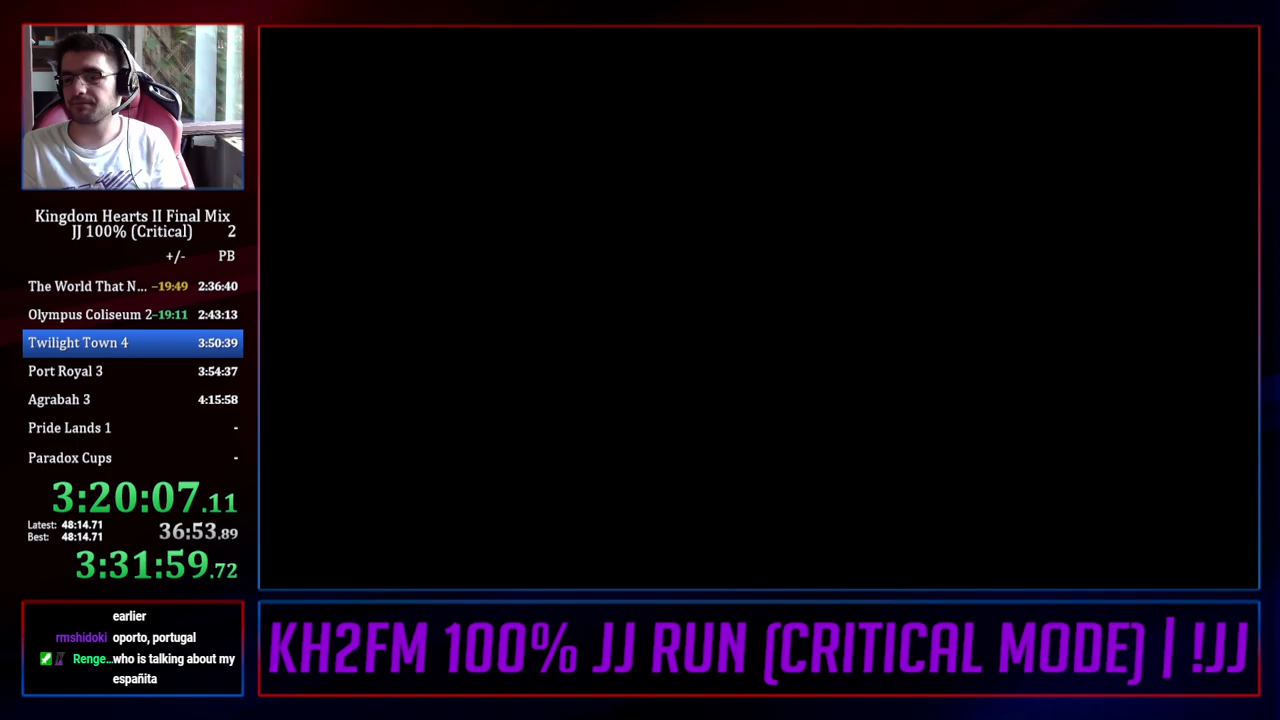 Kingdom Hearts II Final Mix
JJ 100% (Critical) 2
+/- PB
The World That N... −19:49 2:36:40
Olympus Coliseum 2 −19:11 2:43:13
Twilight Town 4 3:50:39
Port Royal 3 3:54:37
Agrabah 3 4:15:58
Pride Lands 1 -
Paradox Cups -
3:20:07.11
Latest: 48:14.71 36:53.89
Best: 48:14.71
3:31:59.72
earlier
rmshidoki oporto, portugal
Renge... who is talking about my
españita
KH2FM 100% JJ RUN (CRITICAL MODE) | !JJ